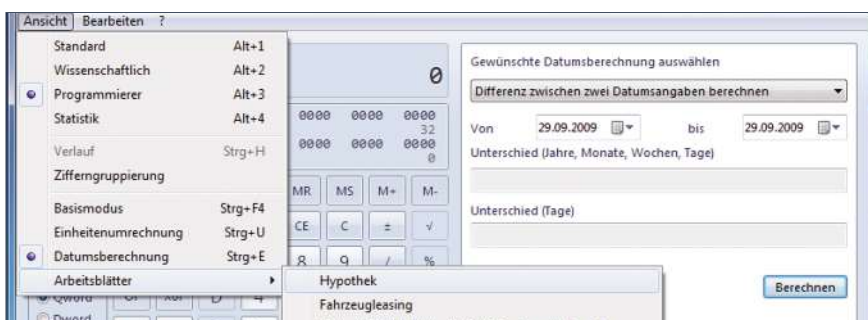 Ansicht Bearbeiten ?
Standard Alt+1
Wissenschaftlich Alt+2
Programmierer Alt+3
Statistik Alt+4
Verlauf Strg+H
Zifferngruppierung
Basismodus Strg+F4
Einheitenumrechnung Strg+U
Datumsberechnung Strg+E
Arbeitsblätter
Hypothek
Fahrzeugleasing
0
0000 0000 0000
32
0000 0000 0000
0
MR MS M+ M-
CE C ± √
8 9 / %
Qword
D 4
Dword
Gewünschte Datumsberechnung auswählen
Differenz zwischen zwei Datumsangaben berechnen
Von 29.09.2009 bis 29.09.2009
Unterschied (Jahre, Monate, Wochen, Tage)
Unterschied (Tage)
Berechnen